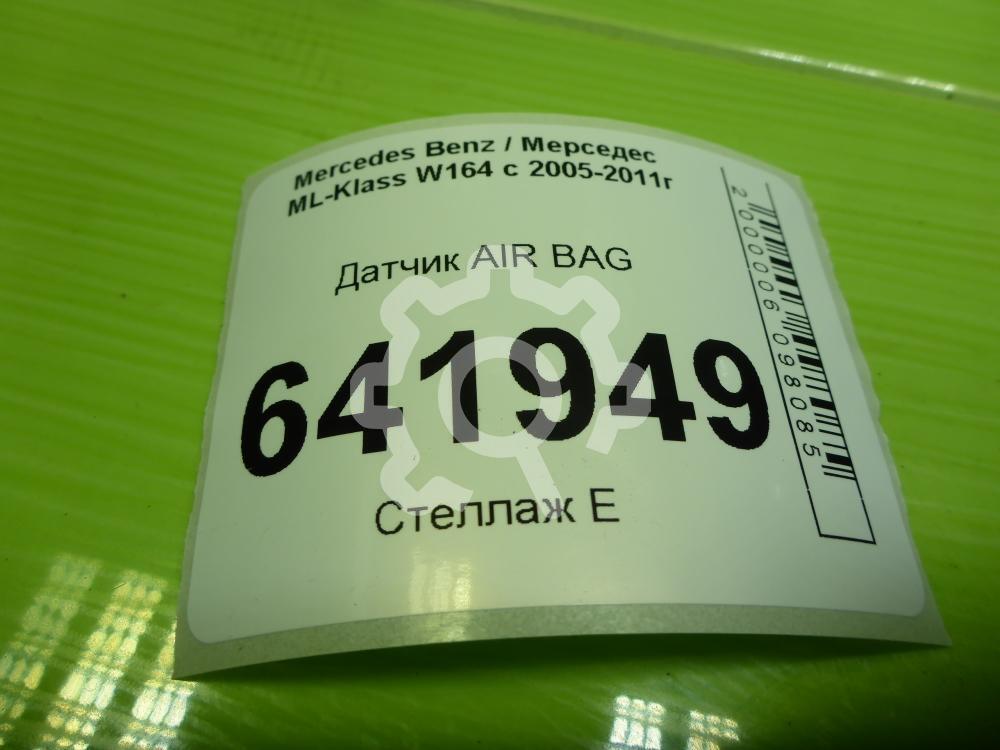 Mercedes Benz / Мерседес
ML-Klass W164 с 2005-2011г
Датчик AIR BAG
641949
Стеллаж Е
2000006098085